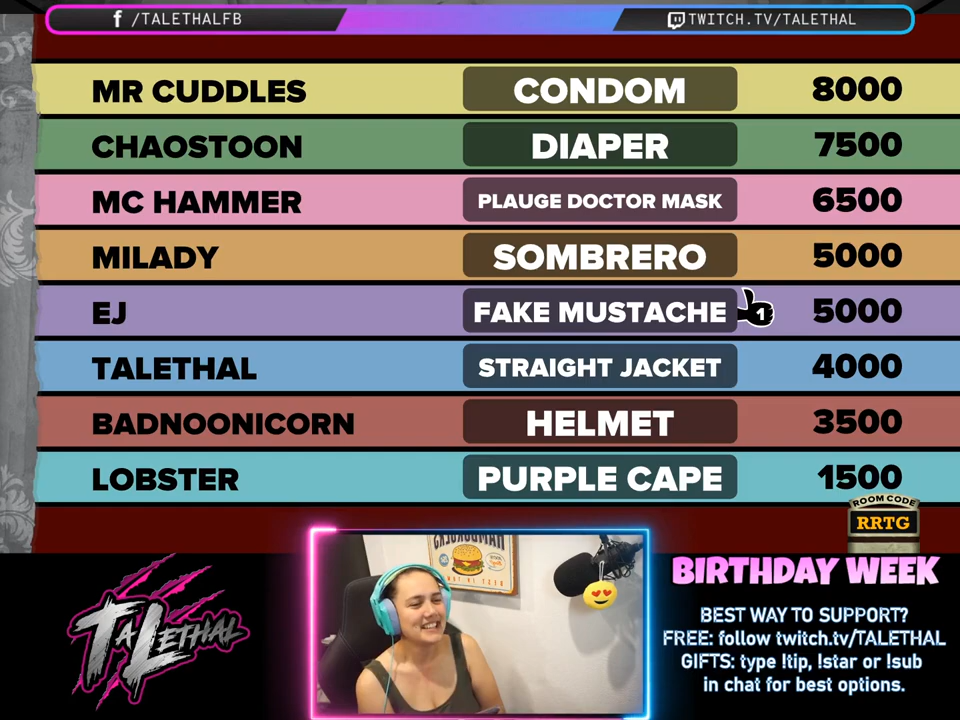 /TALETHALFB
TWITCH.TV/TALETHAL
MR CUDDLES CONDOM 8000
CHAOSTOON DIAPER 7500
MC HAMMER PLAUGE DOCTOR MASK 6500
MILADY SOMBRERO 5000
EJ FAKE MUSTACHE 1 5000
TALETHAL STRAIGHT JACKET 4000
BADNOONICORN HELMET 3500
LOBSTER PURPLE CAPE 1500
ROOM CODE
RRTG
TALETHAL
BIRTHDAY WEEK
BEST WAY TO SUPPORT?
FREE: follow twitch.tv/TALETHAL
GIFTS: type !tip, !star or !sub
in chat for best options.